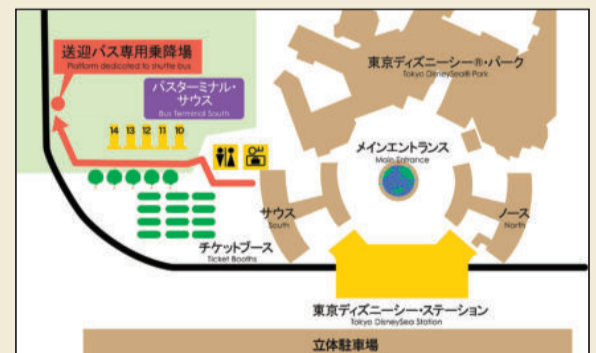 送迎バス専用乗降場
Platform dedicated to shuttle bus
バスターミナル・
サウス
Bus Terminal South
14 13 12 11 10
東京ディズニーシー®・パーク
Tokyo DisneySea® Park
メインエントランス
Main Entrance
サウス
South
ノース
North
チケットブース
Ticket Booths
東京ディズニーシー・ステーション
Tokyo DisneySea Station
立体駐車場